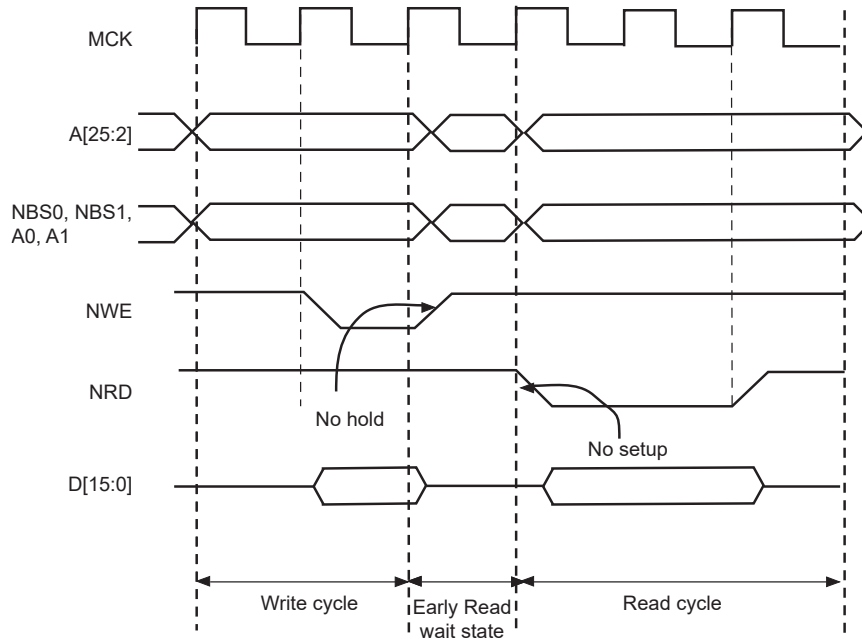 MCK
A[25:2]
NBS0, NBS1,
A0, A1
NWE
NRD
No hold
No setup
D[15:0]
Write cycle
Early Read
wait state
Read cycle